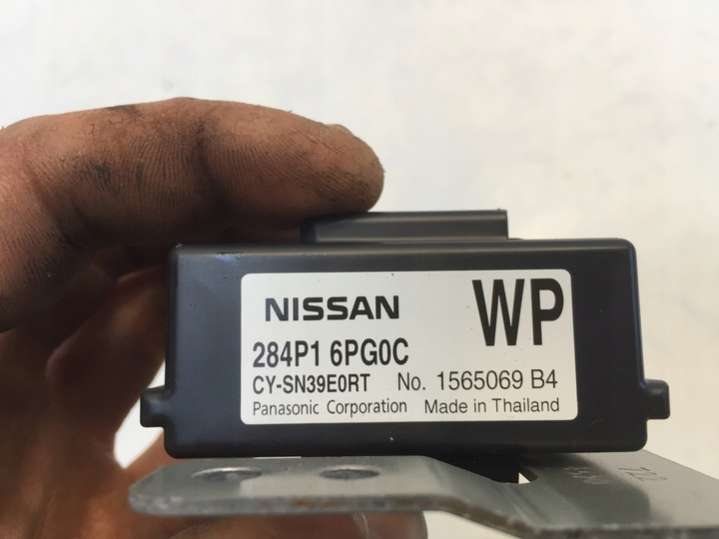 NISSAN WP
284P1 6PG0C
CY-SN39E0RT No. 1565069 B4
Panasonic Corporation Made in Thailand